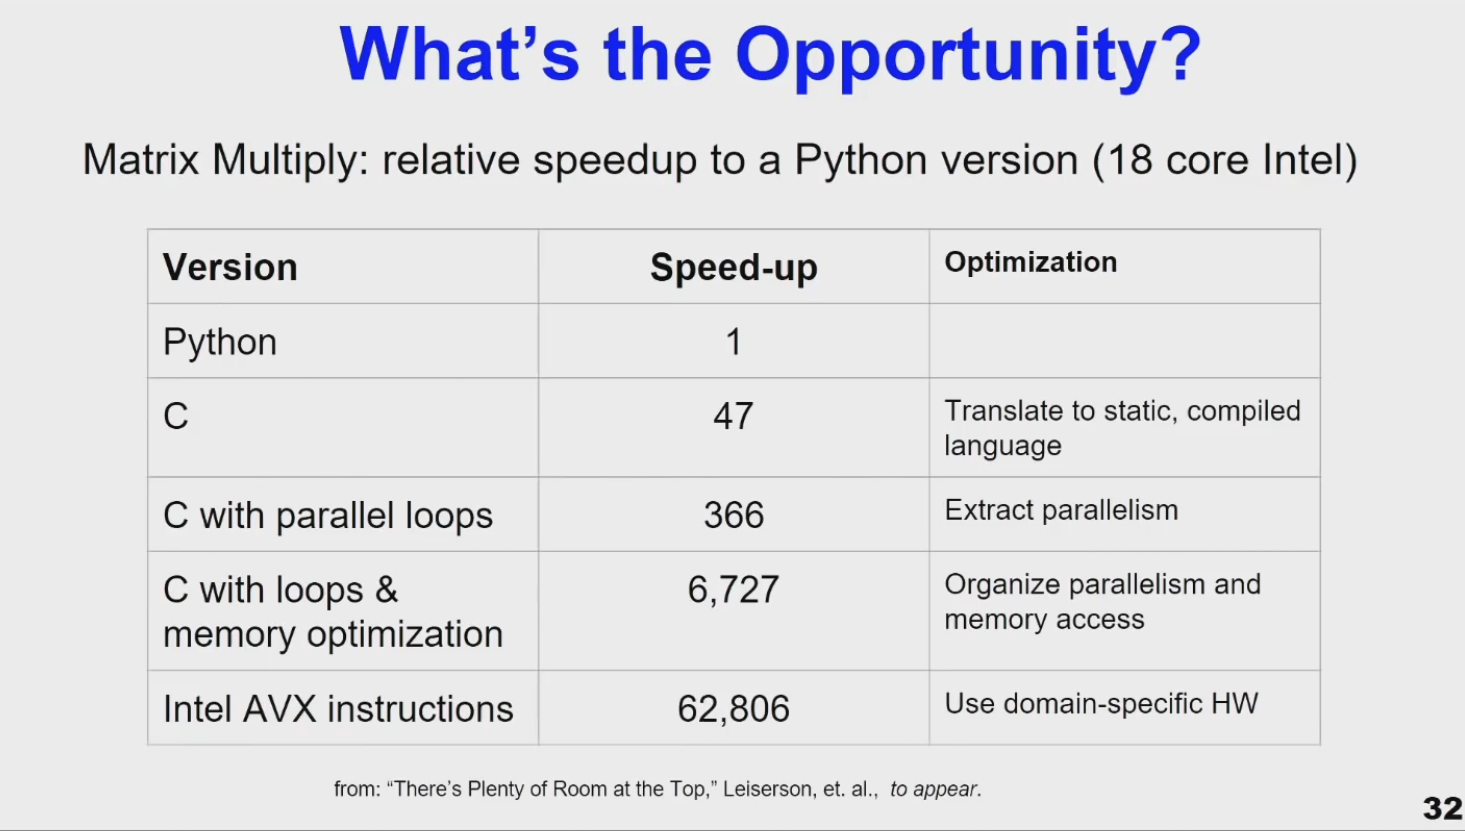 What’s the Opportunity?
Matrix Multiply: relative speedup to a Python version (18 core Intel)
Version Speed-up Optimization
Python 1
C 47 Translate to static, compiled
language
C with parallel loops 366 Extract parallelism
C with loops & 6,727 Organize parallelism and
memory optimization memory access
Intel AVX instructions 62,806 Use domain-specific HW
from: “There’s Plenty of Room at the Top,” Leiserson, et. al., to appear.
32